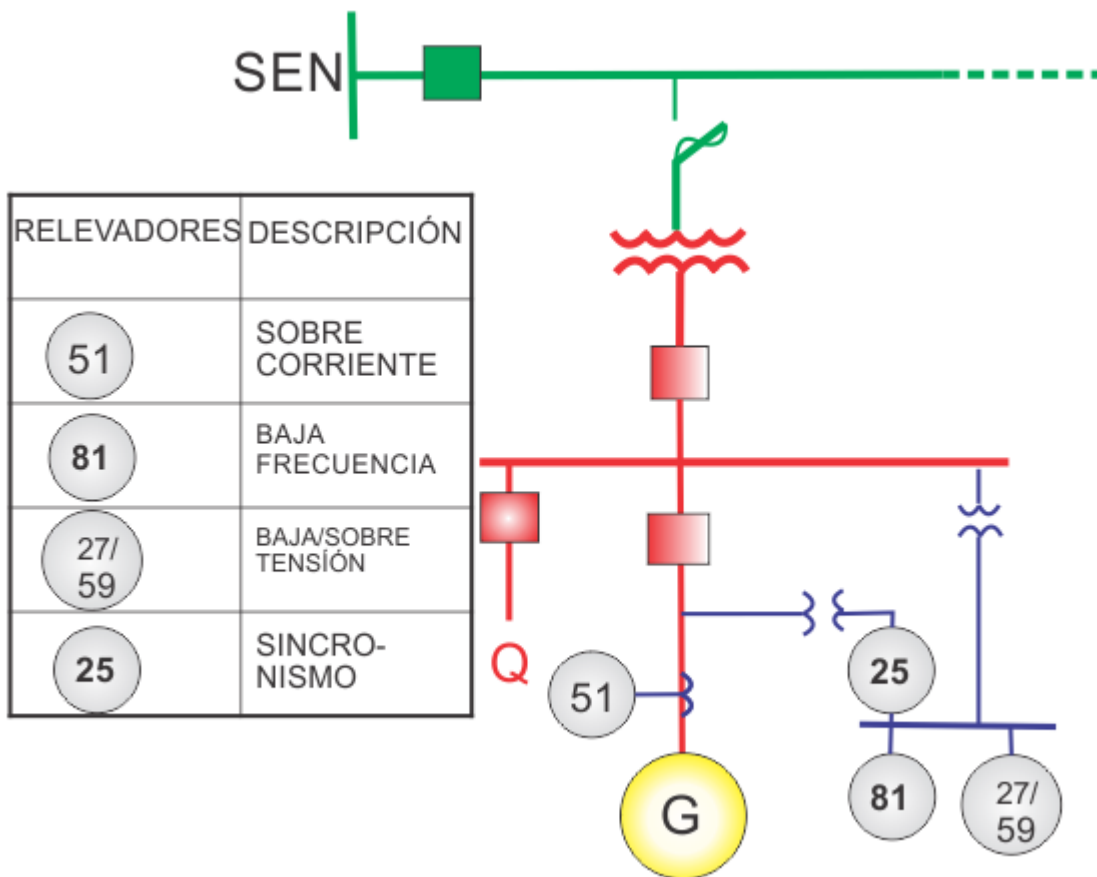 SEN
RELEVADORES DESCRIPCIÓN
51
SOBRE
CORRIENTE
81
BAJA
FRECUENCIA
27/
59
BAJA/SOBRE
TENSÍÓN
25
SINCRO-
NISMO
Q
51
G
25
81
27/
59